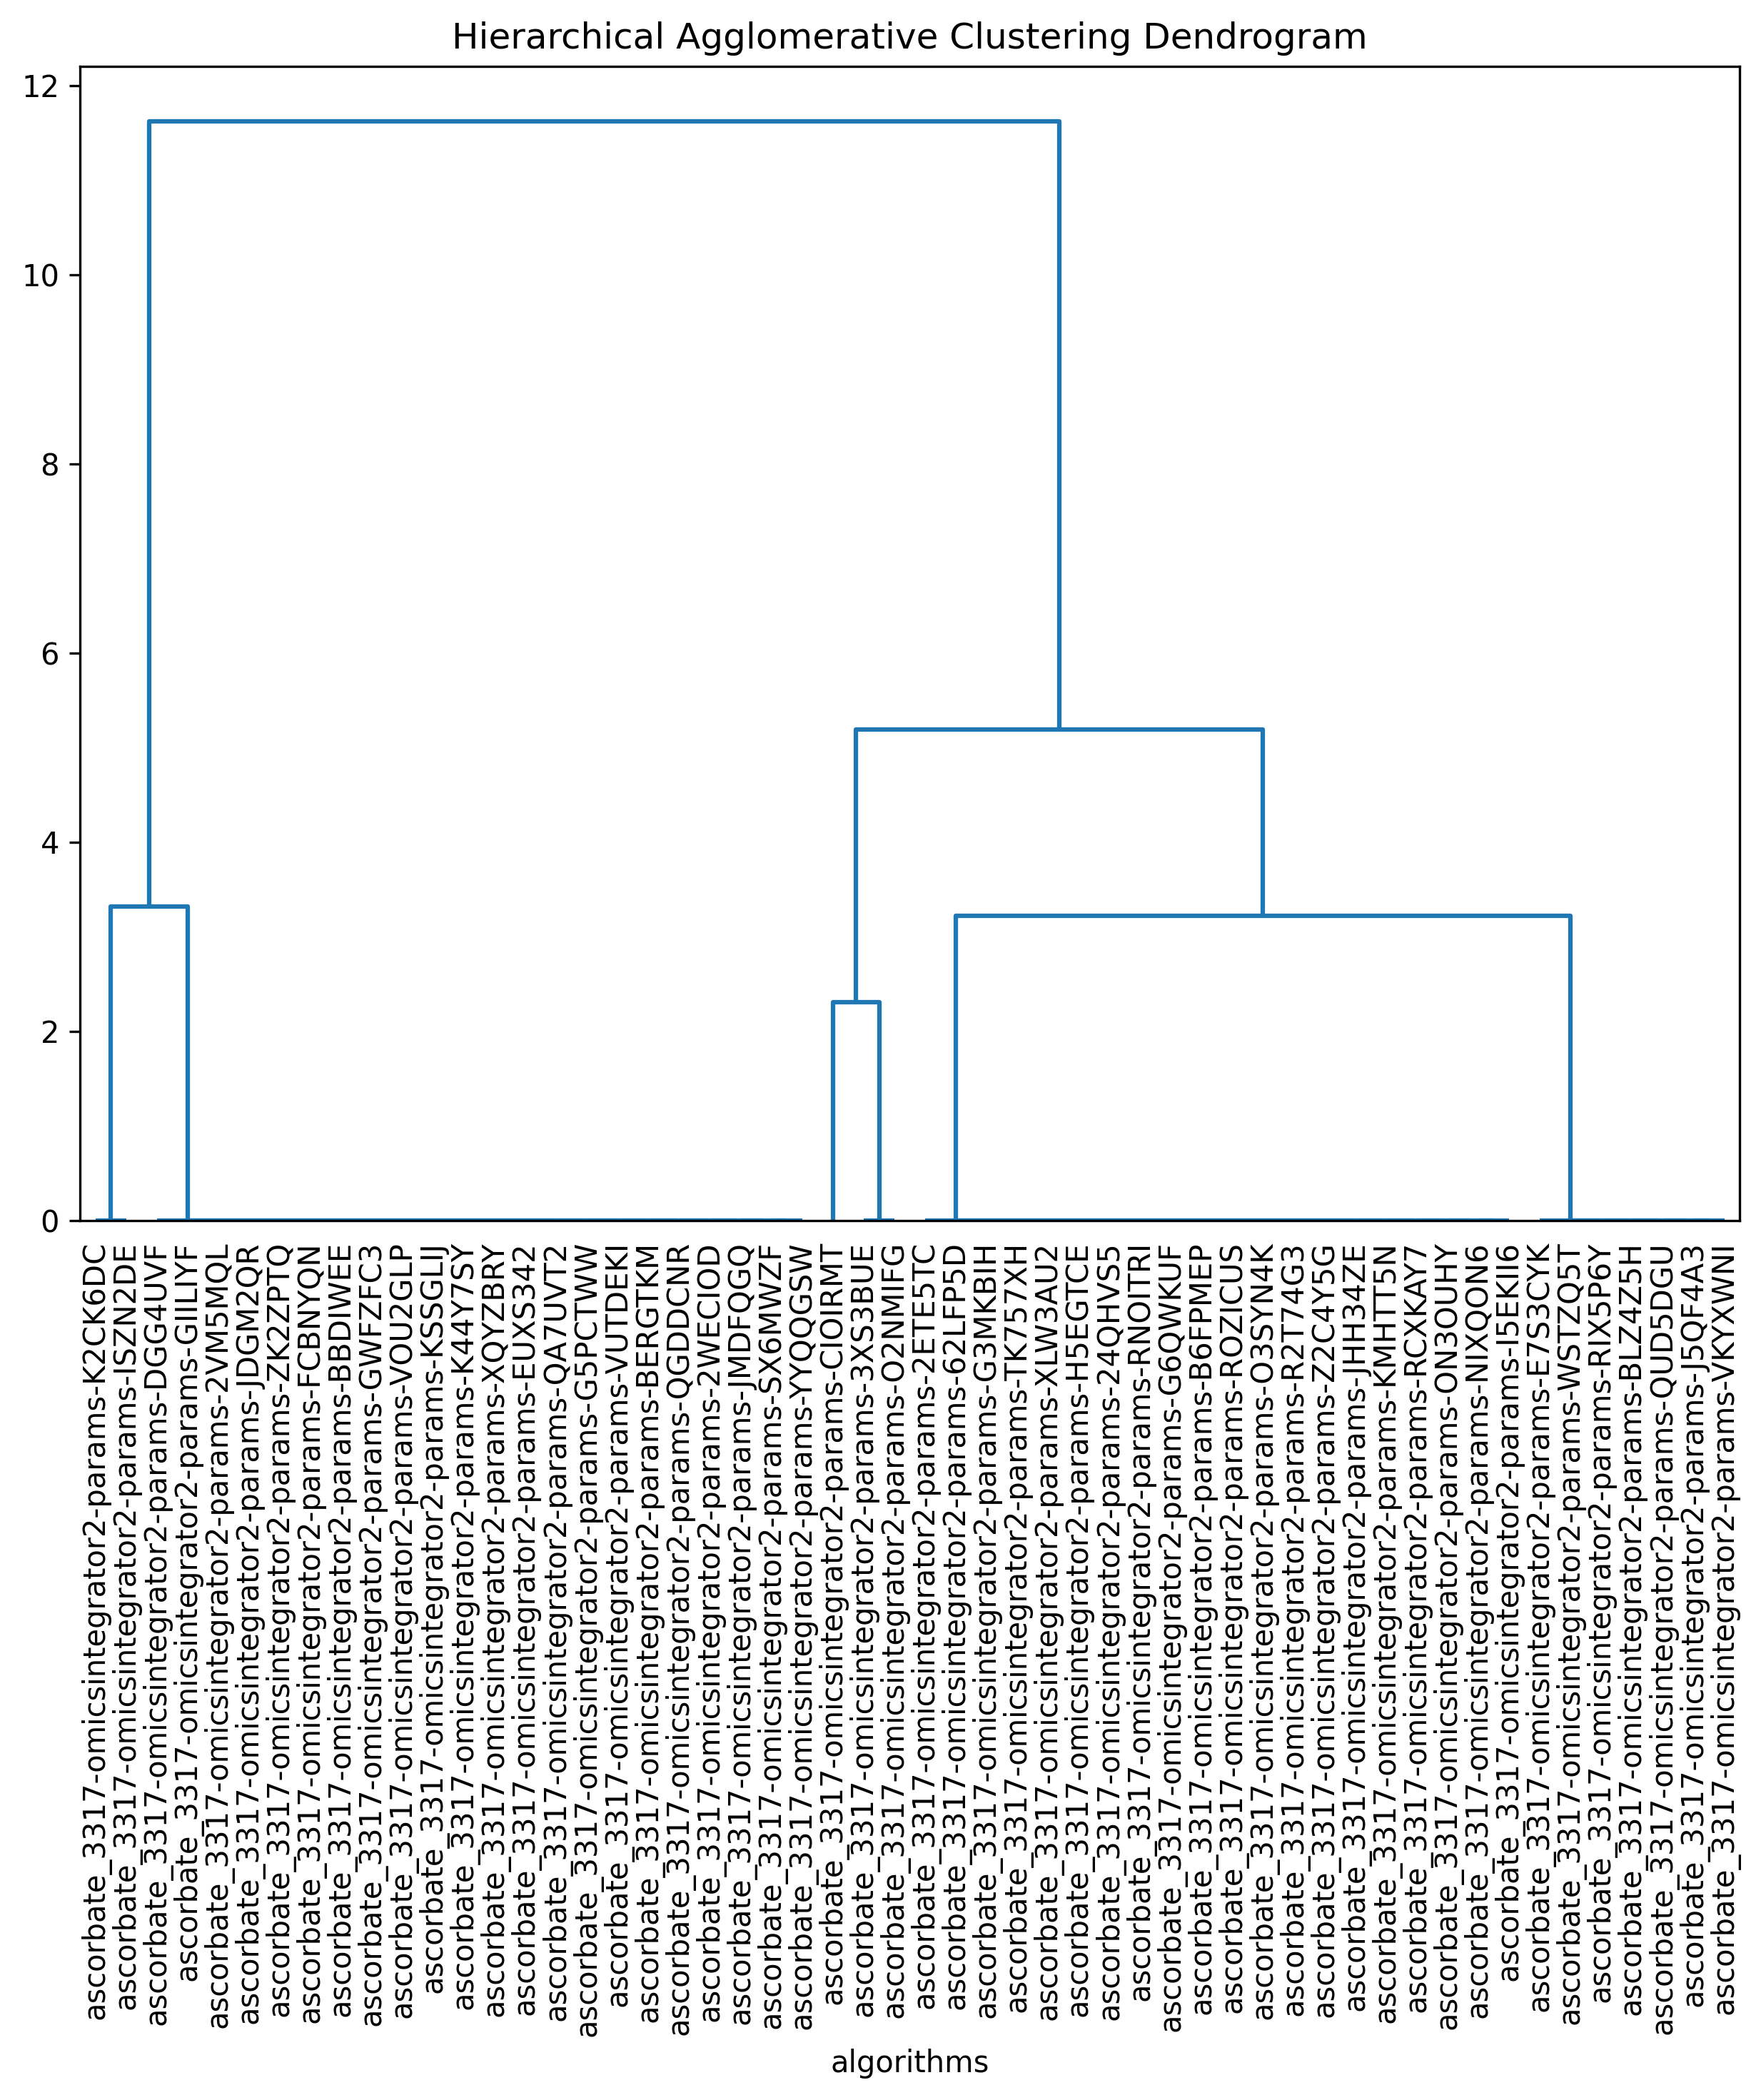 Hierarchical Agglomerative Clustering Dendrogram
12
10
8
6
4
2
0
ascorbate_3317-omicsintegrator2-params-K2CK6DC
ascorbate_3317-omicsintegrator2-params-ISZN2DE
ascorbate_3317-omicsintegrator2-params-DGG4UVF
ascorbate_3317-omicsintegrator2-params-GIILIYF
ascorbate_3317-omicsintegrator2-params-2VM5MQL
ascorbate_3317-omicsintegrator2-params-JDGM2QR
ascorbate_3317-omicsintegrator2-params-ZK2ZPTQ
ascorbate_3317-omicsintegrator2-params-FCBNYQN
ascorbate_3317-omicsintegrator2-params-BBDIWEE
ascorbate_3317-omicsintegrator2-params-GWFZFC3
ascorbate_3317-omicsintegrator2-params-VOU2GLP
ascorbate_3317-omicsintegrator2-params-KSSGLIJ
ascorbate_3317-omicsintegrator2-params-K44Y7SY
ascorbate_3317-omicsintegrator2-params-XQYZBRY
ascorbate_3317-omicsintegrator2-params-EUXS342
ascorbate_3317-omicsintegrator2-params-QA7UVT2
ascorbate_3317-omicsintegrator2-params-G5PCTWW
ascorbate_3317-omicsintegrator2-params-VUTDEKI
ascorbate_3317-omicsintegrator2-params-BERGTKM
ascorbate_3317-omicsintegrator2-params-QGDDCNR
ascorbate_3317-omicsintegrator2-params-2WECIOD
ascorbate_3317-omicsintegrator2-params-JMDFQGQ
ascorbate_3317-omicsintegrator2-params-SX6MWZF
ascorbate_3317-omicsintegrator2-params-YYQQGSW
ascorbate_3317-omicsintegrator2-params-CIOIRMT
ascorbate_3317-omicsintegrator2-params-3XS3BUE
ascorbate_3317-omicsintegrator2-params-O2NMIFG
ascorbate_3317-omicsintegrator2-params-2ETE5TC
ascorbate_3317-omicsintegrator2-params-62LFP5D
ascorbate_3317-omicsintegrator2-params-G3MKBIH
ascorbate_3317-omicsintegrator2-params-TK757XH
ascorbate_3317-omicsintegrator2-params-XLW3AU2
ascorbate_3317-omicsintegrator2-params-H5EGTCE
ascorbate_3317-omicsintegrator2-params-24QHVS5
ascorbate_3317-omicsintegrator2-params-RNOITRI
ascorbate_3317-omicsintegrator2-params-G6QWKUF
ascorbate_3317-omicsintegrator2-params-B6FPMEP
ascorbate_3317-omicsintegrator2-params-ROZICUS
ascorbate_3317-omicsintegrator2-params-O3SYN4K
ascorbate_3317-omicsintegrator2-params-R2T74G3
ascorbate_3317-omicsintegrator2-params-Z2C4Y5G
ascorbate_3317-omicsintegrator2-params-JHH34ZE
ascorbate_3317-omicsintegrator2-params-KMHTT5N
ascorbate_3317-omicsintegrator2-params-RCXKAY7
ascorbate_3317-omicsintegrator2-params-ON3OUHY
ascorbate_3317-omicsintegrator2-params-NIXQON6
ascorbate_3317-omicsintegrator2-params-I5EKII6
ascorbate_3317-omicsintegrator2-params-E7S3CYK
ascorbate_3317-omicsintegrator2-params-WSTZQ5T
ascorbate_3317-omicsintegrator2-params-RIX5P6Y
ascorbate_3317-omicsintegrator2-params-BLZ4Z5H
ascorbate_3317-omicsintegrator2-params-QUD5DGU
ascorbate_3317-omicsintegrator2-params-J5QF4A3
ascorbate_3317-omicsintegrator2-params-VKYXWNI
algorithms